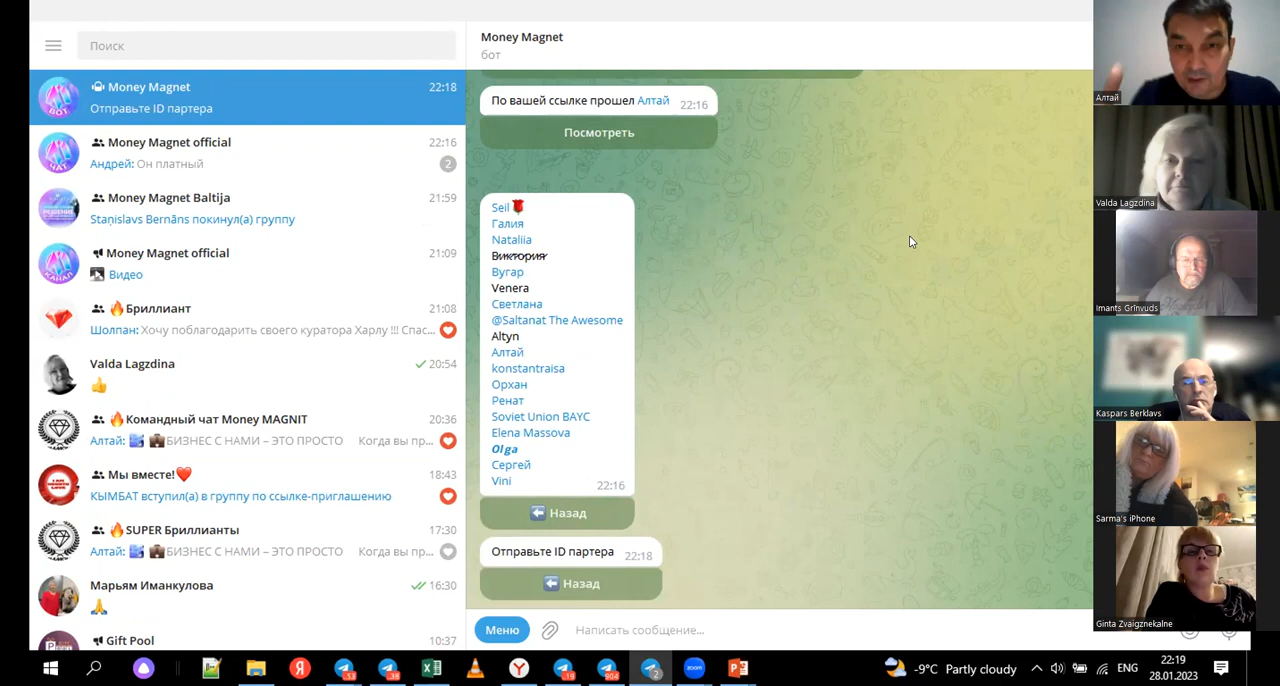 Поиск
Money Magnet
22:18
Отправьте ID партера
Money Magnet official
22:16
Андрей: Он платный
2
Money Magnet Baltija
21:59
Staņislavs Bernāns покинул(а) группу
Money Magnet official
21:09
Видео
🔥Бриллиант
21:08
Шолпан: Хочу поблагодарить своего куратора Харлу !!! Спас...
Valda Lagzdina
20:54
👍
🔥Командный чат Money MAGNIT
20:36
Алтай: БИЗНЕС С НАМИ – ЭТО ПРОСТО Когда вы пр...
Мы вместе!❤️
18:43
КЫМБАТ вступил(а) в группу по ссылке-приглашению
🔥SUPER Бриллианты
17:30
Алтай: БИЗНЕС С НАМИ – ЭТО ПРОСТО Когда вы пр...
Марьям Иманкулова
16:30
🙏
Gift Pool
10:37
Money Magnet
бот
По вашей ссылке прошел Алтай 22:16
Посмотреть
Seil🌹
Галия
Nataliia
Виктория
Вугар
Venera
Светлана
@Saltanat The Awesome
Altyn
Алтай
konstantraisa
Орхан
Ренат
Soviet Union BAYC
Elena Massova
Olga
Сергей
Vini
22:16
Назад
Отправьте ID партера 22:18
Назад
Меню
Написать сообщение...
Алтай
Valda Lagzdina
Imants Grīnvuds
Kaspars Berklavs
Sarma's iPhone
Ginta Zvaigznekalne
-9°C Partly cloudy
ENG
22:19
28.01.2023